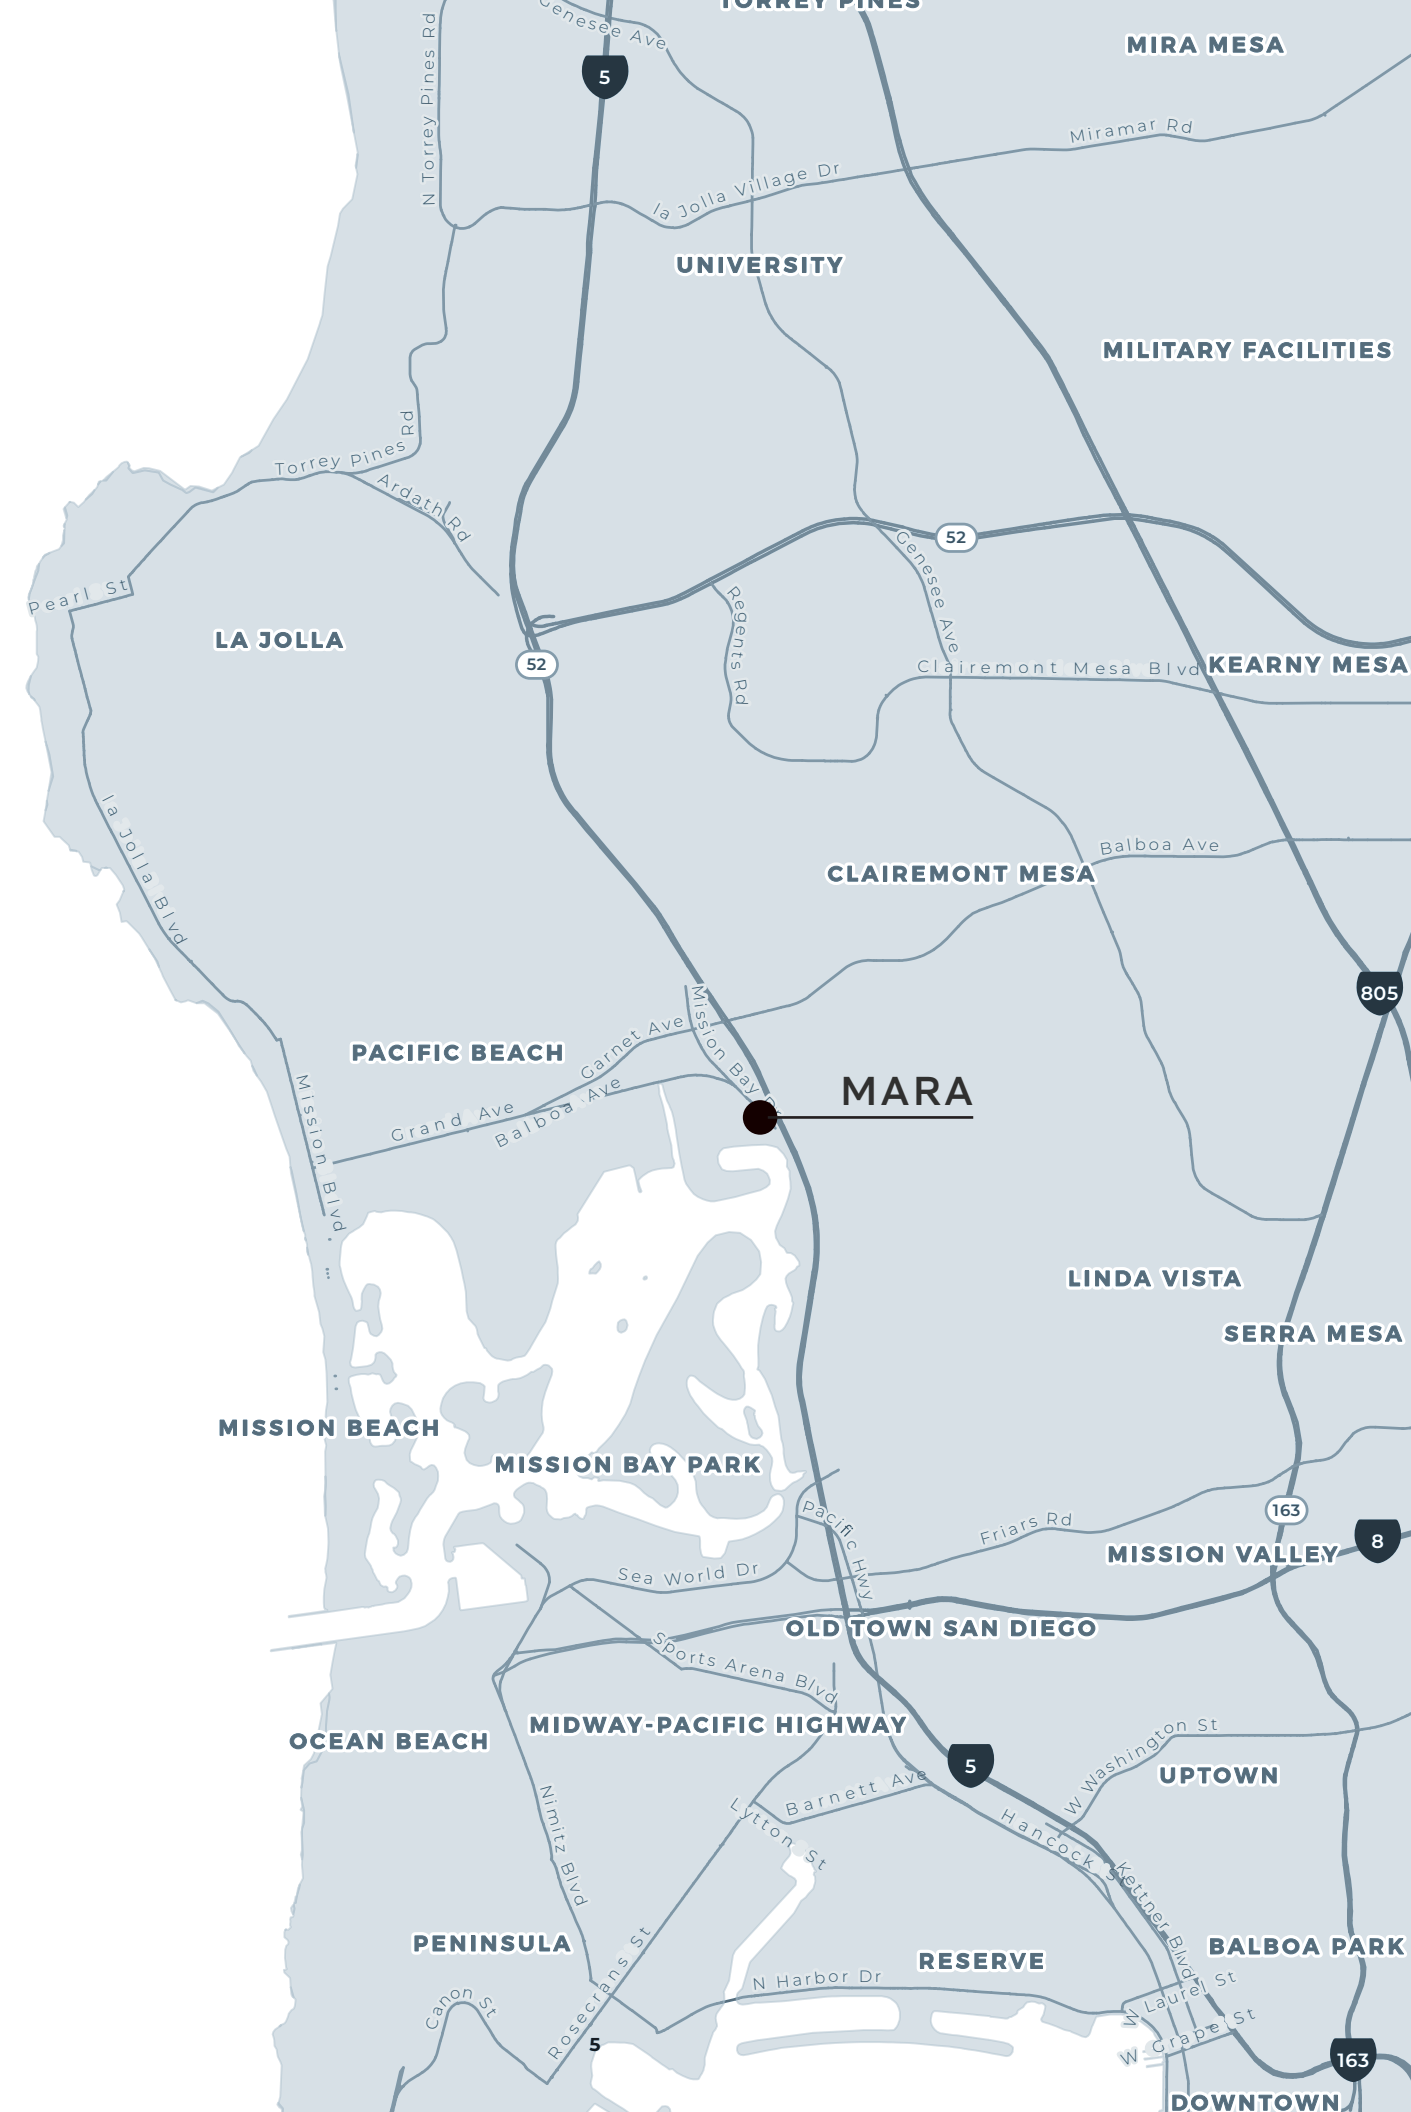 TORREY PINES
Genesee Ave
N Torrey Pines Rd
5
MIRA MESA
Miramar Rd
la Jolla Village Dr
UNIVERSITY
MILITARY FACILITIES
Torrey Pines Rd
Ardath Rd
52
Genesee Ave
Pearl St
Regents Rd
LA JOLLA
52
Clairemont Mesa Blvd
KEARNY MESA
la Jolla Blvd
Balboa Ave
CLAIREMONT MESA
805
Mission Bay Dr
Garnet Ave
PACIFIC BEACH
MARA
Grand Ave
Balboa Ave
Mission Blvd
LINDA VISTA
SERRA MESA
MISSION BEACH
MISSION BAY PARK
Pacific Hwy
163
Friars Rd
8
MISSION VALLEY
Sea World Dr
OLD TOWN SAN DIEGO
Sports Arena Blvd
MIDWAY-PACIFIC HIGHWAY
OCEAN BEACH
W Washington St
5
UPTOWN
Barnett Ave
Nimitz Blvd
Lytton St
Hancock St
Kettner Blvd
PENINSULA
Rosecrans St
RESERVE
BALBOA PARK
N Harbor Dr
W Laurel St
Canon St
W Grape St
5
163
DOWNTOWN